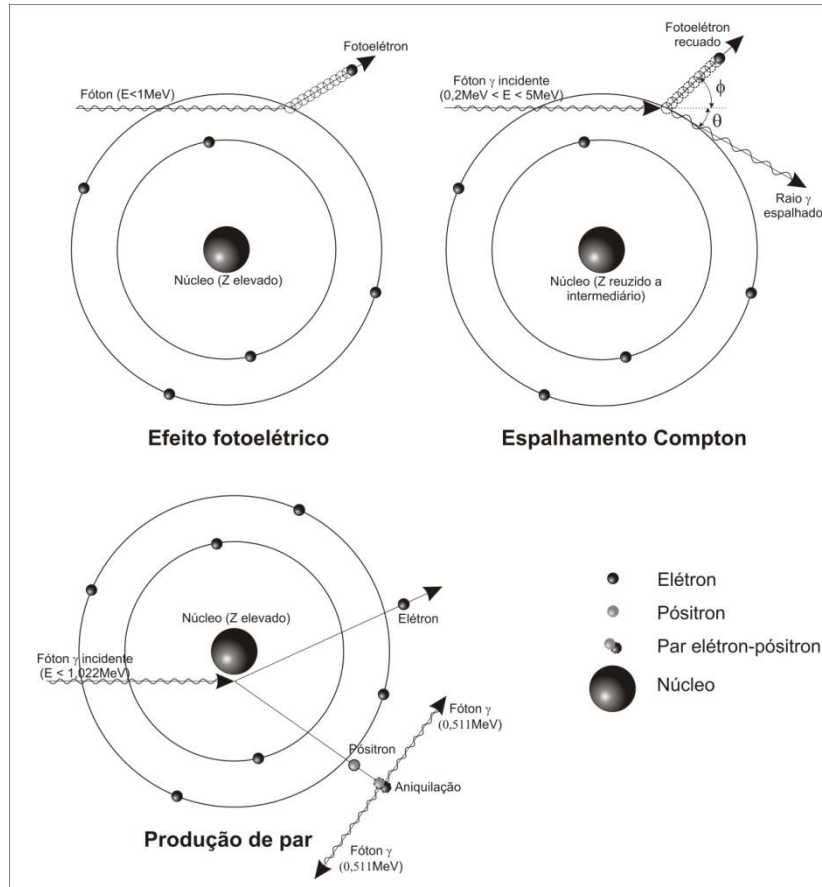 Fotoelétron
Fóton (E<1MeV)
Núcleo (Z elevado)
Efeito fotoelétrico
Fotoelétron
recuado
Fóton γ incidente
(0,2MeV < E < 5MeV)
ϕ
θ
Raio γ
espalhado
Núcleo (Z reuzido a
intermediário)
Espalhamento Compton
Núcleo (Z elevado)
Elétron
Fóton γ incidente
(E < 1,022MeV)
Fóton γ
(0,511MeV)
Pósitron
Aniquilação
Produção de par
Fóton γ
(0,511MeV)
Elétron
Pósitron
Par elétron-pósitron
Núcleo